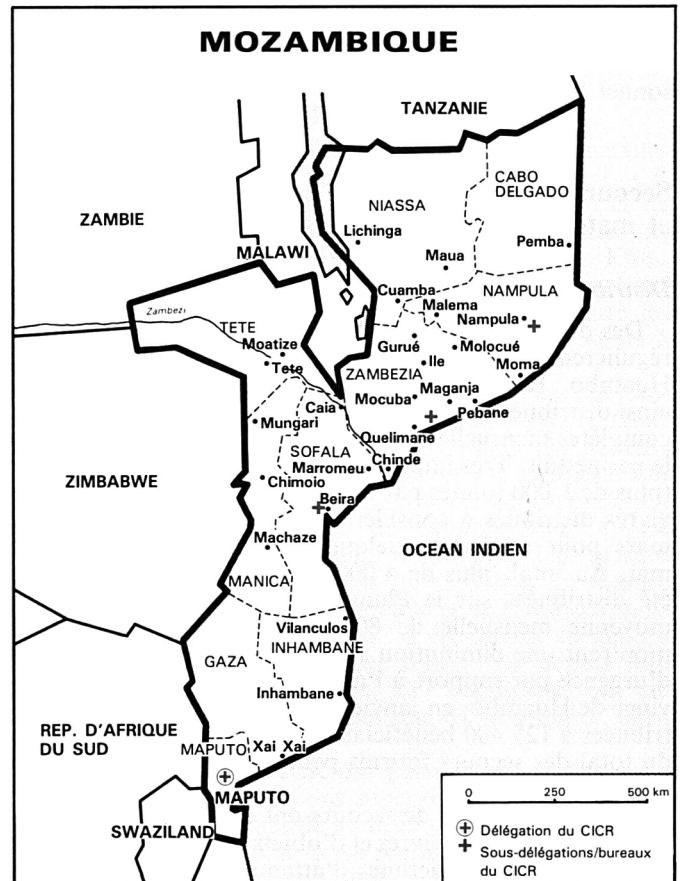 MOZAMBIQUE
TANZANIE
CABO
DELGADO
NIASSA
ZAMBIE
Lichinga
Pemba
MALAWI
Maua
Cuamba
NAMPULA
Malema
Zambezi
TETE
Nampula
Moatize
Gurué
Molocué
Ile
Tete
ZAMBEZIA
Moma
Maganja
Mocuba
Caia
Pebane
Mungari
Quelimane
SOFALA
Chinde
Marromeu
ZIMBABWE
Chimoio
Beira
Machaze
OCEAN INDIEN
MANICA
Vilanculos
INHAMBANE
GAZA
Inhambane
REP. D'AFRIQUE
DU SUD
MAPUTO
Xai Xai
MAPUTO
SWAZILAND
0 250 500 km
Délégation du CICR
Sous-délégations/bureaux
du CICR